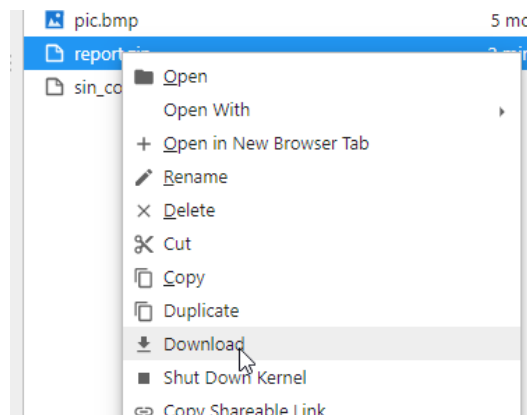 pic.bmp 5 mo
report.zip
sin_co
Open
Open With
Open in New Browser Tab
Rename
Delete
Cut
Copy
Duplicate
Download
Shut Down Kernel
Copy Shareable Link